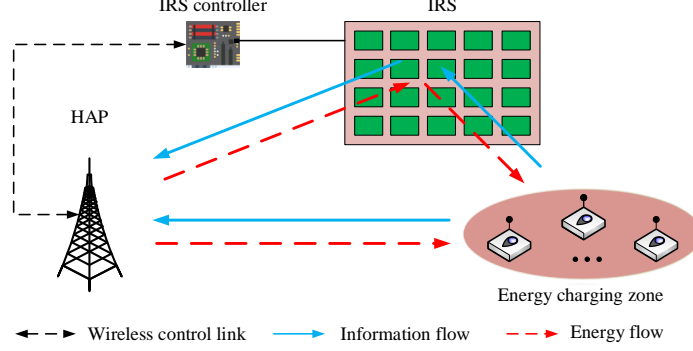 IRS controller
IRS
HAP
Energy charging zone
Wireless control link
Information flow
Energy flow